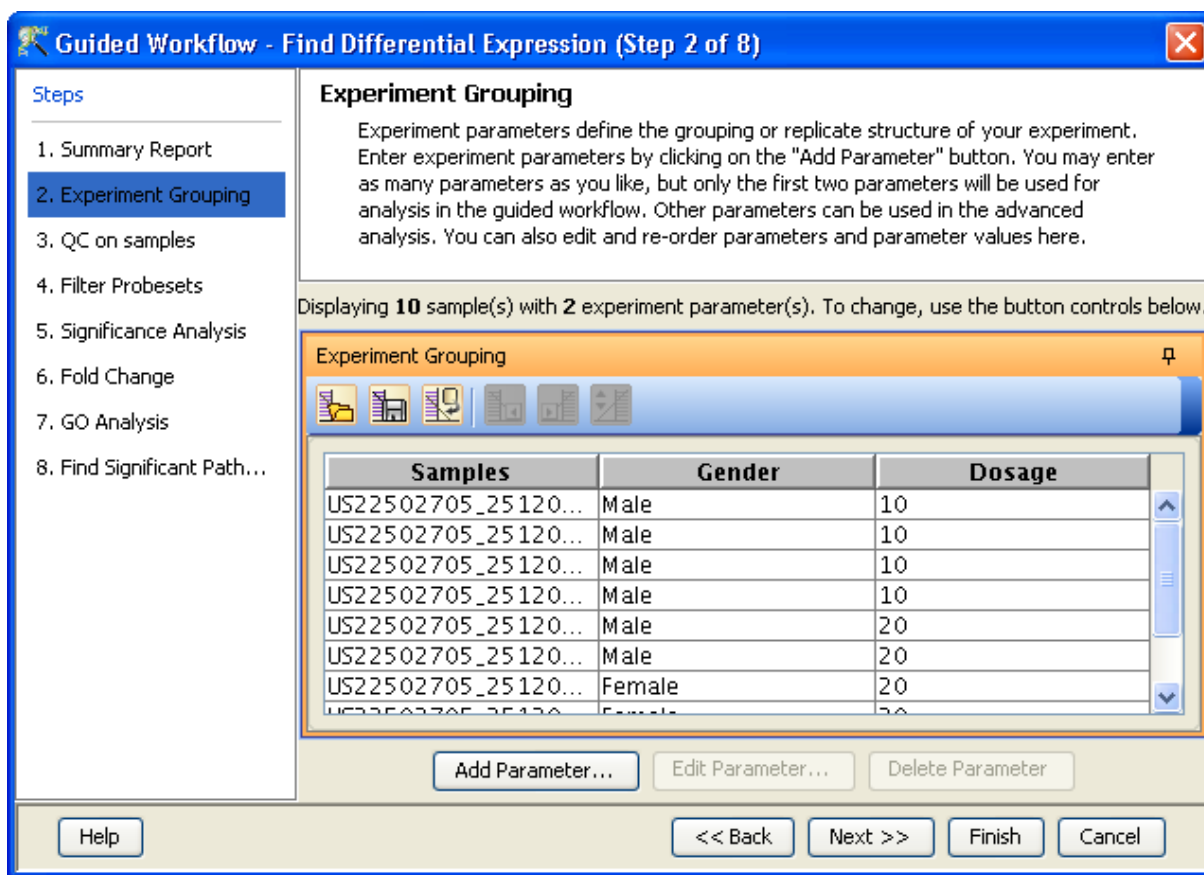 Guided Workflow - Find Differential Expression (Step 2 of 8)
Steps
1. Summary Report
2. Experiment Grouping
3. QC on samples
4. Filter Probesets
5. Significance Analysis
6. Fold Change
7. GO Analysis
8. Find Significant Path...
Experiment Grouping
Experiment parameters define the grouping or replicate structure of your experiment.
Enter experiment parameters by clicking on the "Add Parameter" button. You may enter
as many parameters as you like, but only the first two parameters will be used for
analysis in the guided workflow. Other parameters can be used in the advanced
analysis. You can also edit and re-order parameters and parameter values here.
Displaying 10 sample(s) with 2 experiment parameter(s). To change, use the button controls below.
Experiment Grouping
Samples Gender Dosage
US22502705_25120... Male 10
US22502705_25120... Male 10
US22502705_25120... Male 10
US22502705_25120... Male 10
US22502705_25120... Male 20
US22502705_25120... Male 20
US22502705_25120... Female 20
Add Parameter... Edit Parameter... Delete Parameter
Help << Back Next >> Finish Cancel